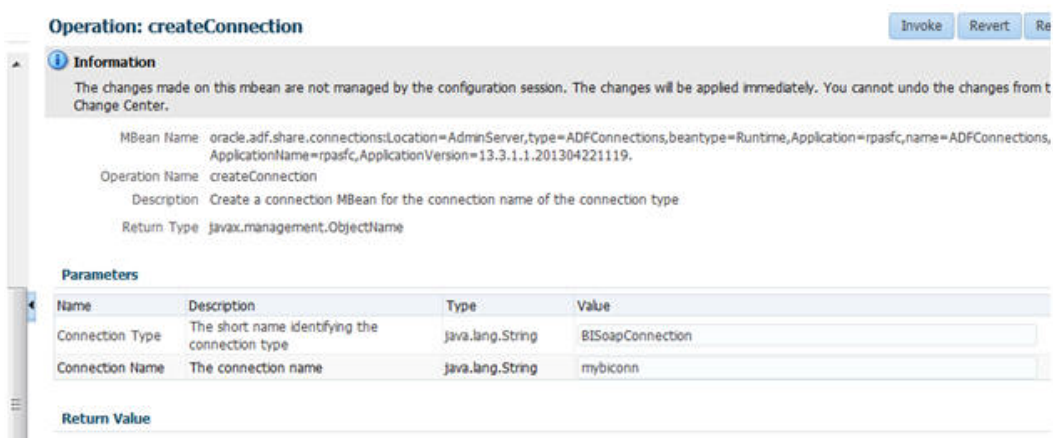 Operation: createConnection
Invoke Revert Re
Information
The changes made on this mbean are not managed by the configuration session. The changes will be applied immediately. You cannot undo the changes from t
Change Center.
MBean Name oracle.adf.share.connections:Location=AdminServer,type=ADFConnections,beantype=Runtime,Application=rpasfc,name=ADFConnections,
ApplicationName=rpasfc,ApplicationVersion=13.3.1.1.201304221119.
Operation Name createConnection
Description Create a connection MBean for the connection name of the connection type
Return Type javax.management.ObjectName
Parameters
Name Description Type Value
Connection Type The short name identifying the connection type java.lang.String BISoapConnection
Connection Name The connection name java.lang.String mybiconn
Return Value